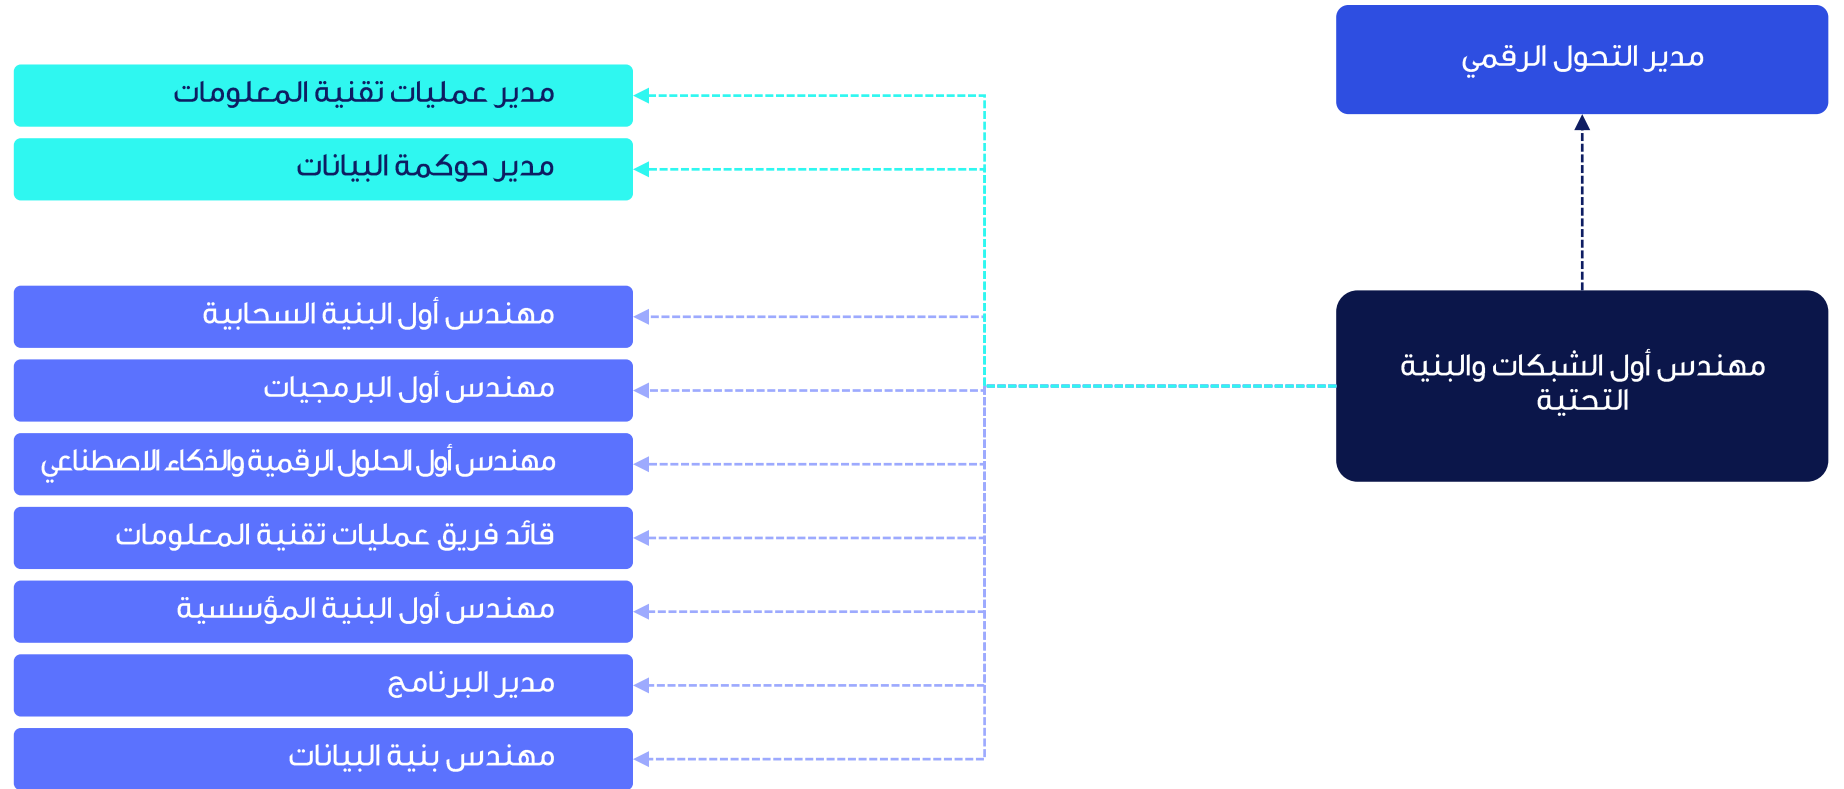 مدير التحول الرقمي
مهندس أول الشبكات والبنية
التحتية
مدير عمليات تقنية المعلومات
مدير حوكمة البيانات
مهندس أول البنية السحابية
مهندس أول البرمجيات
مهندس أول الحلول الرقمية والذكاء الاصطناعي
قائد فريق عمليات تقنية المعلومات
مهندس أول البنية المؤسسية
مدير البرنامج
مهندس بنية البيانات